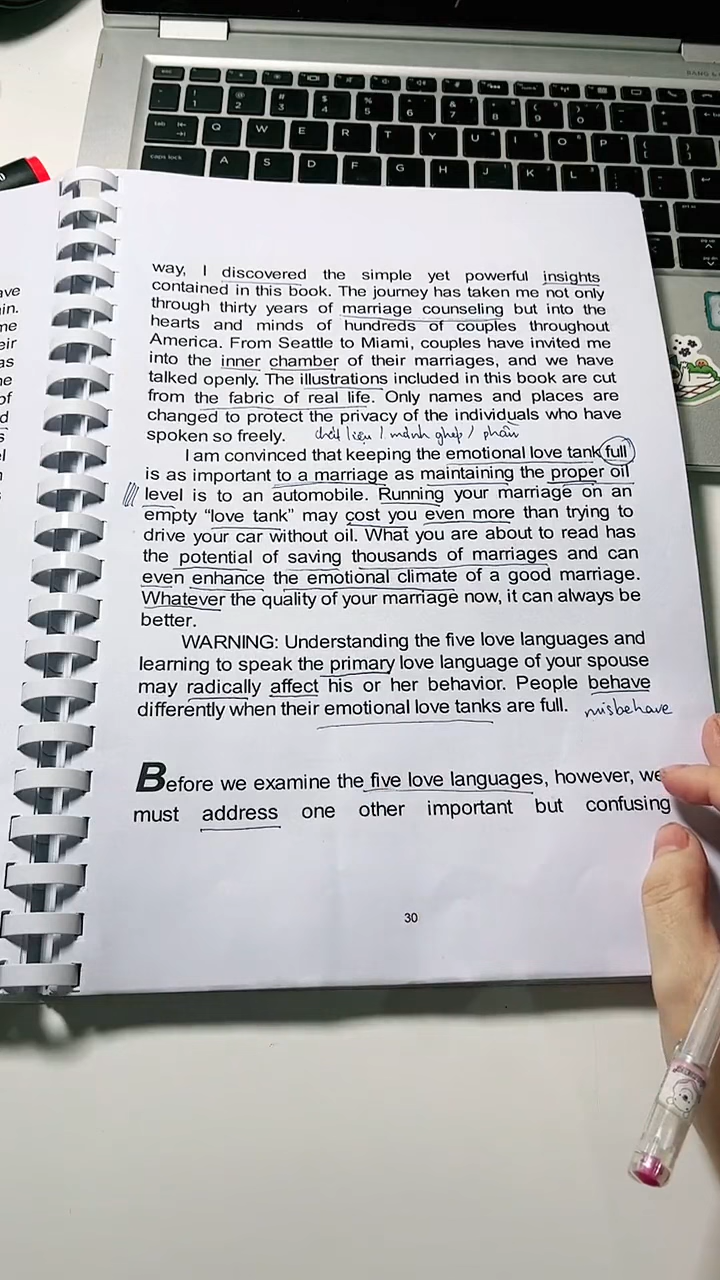 way, I discovered the simple yet powerful insights
contained in this book. The journey has taken me not only
through thirty years of marriage counseling but into the
hearts and minds of hundreds of couples throughout
America. From Seattle to Miami, couples have invited me
into the inner chamber of their marriages, and we have
talked openly. The illustrations included in this book are cut
from the fabric of real life. Only names and places are
changed to protect the privacy of the individuals who have
spoken so freely. chất liệu / mảnh ghép / phần
I am convinced that keeping the emotional love tank full
is as important to a marriage as maintaining the proper oil
level is to an automobile. Running your marriage on an
empty “love tank” may cost you even more than trying to
drive your car without oil. What you are about to read has
the potential of saving thousands of marriages and can
even enhance the emotional climate of a good marriage.
Whatever the quality of your marriage now, it can always be
better.
WARNING: Understanding the five love languages and
learning to speak the primary love language of your spouse
may radically affect his or her behavior. People behave
differently when their emotional love tanks are full. misbehave
Before we examine the five love languages, however, we
must address one other important but confusing
30
tab
Q W E R T Y U I O P
caps lock
A S D F G H J K L